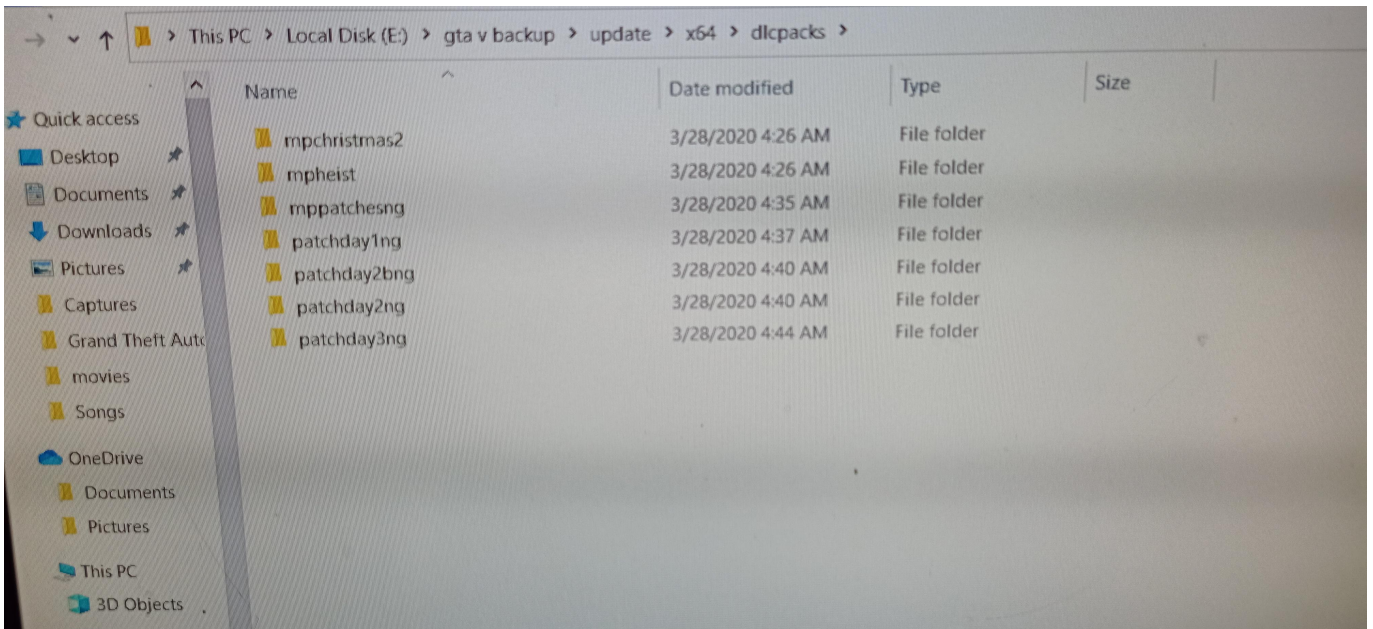 This PC > Local Disk (E:) > gta v backup > update > x64 > dlcpacks >
Name Date modified Type Size
mpchristmas2 3/28/2020 4:26 AM File folder
mpheist 3/28/2020 4:26 AM File folder
mppatchesng 3/28/2020 4:35 AM File folder
patchday1ng 3/28/2020 4:37 AM File folder
patchday2bng 3/28/2020 4:40 AM File folder
patchday2ng 3/28/2020 4:40 AM File folder
patchday3ng 3/28/2020 4:44 AM File folder
Quick access
Desktop
Documents
Downloads
Pictures
Captures
Grand Theft Auto
movies
Songs
OneDrive
Documents
Pictures
This PC
3D Objects